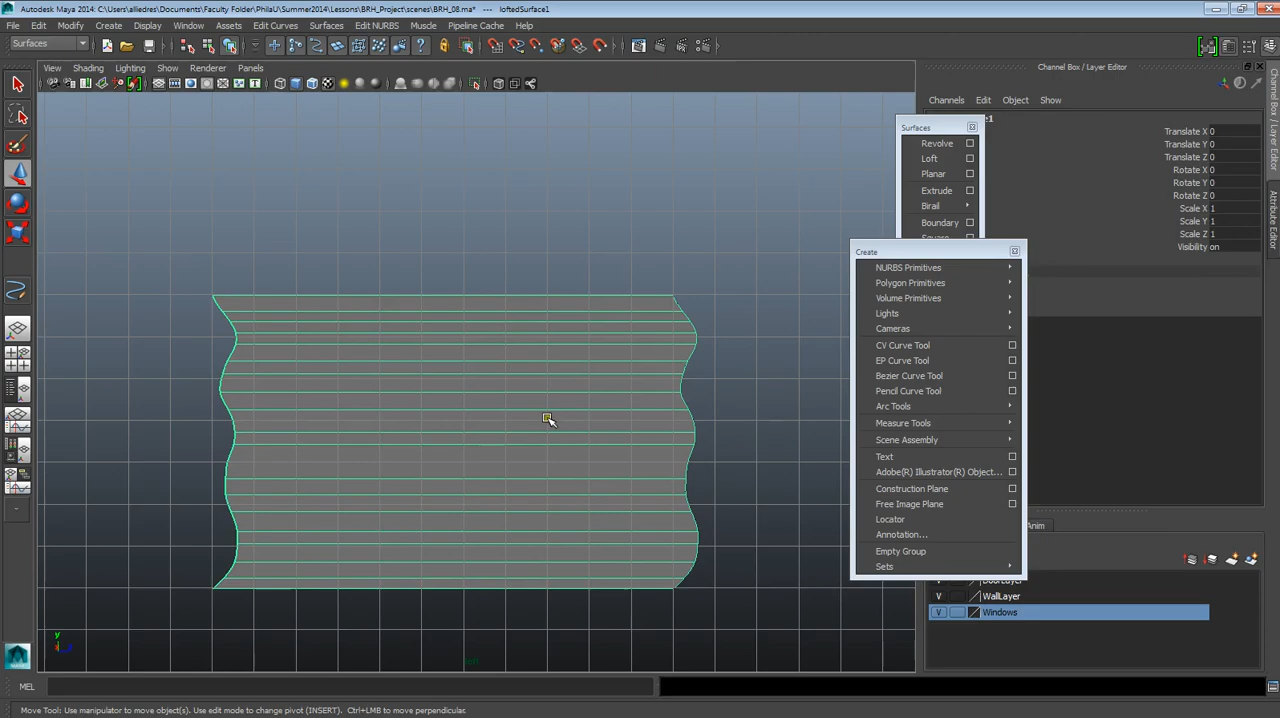 Autodesk Maya 2014: C:\Users\alliedres\Documents\Faculty Folder\PhilaU\Summer2014\Lessons\BRH_Project\scenes\BRH_08.ma* --- loftedSurface1
File Edit Modify Create Display Window Assets Edit Curves Surfaces Edit NURBS Muscle Pipeline Cache Help
Surfaces
View Shading Lighting Show Renderer Panels
Channel Box / Layer Editor
Channels Edit Object Show
e1
Translate X 0
Translate Y 0
Translate Z 0
Rotate X 0
Rotate Y 0
Rotate Z 0
Scale X 1
Scale Y 1
Scale Z 1
Visibility on
Surfaces
Revolve
Loft
Planar
Extrude
Birail
Boundary
Create
NURBS Primitives
Polygon Primitives
Volume Primitives
Lights
Cameras
CV Curve Tool
EP Curve Tool
Bezier Curve Tool
Pencil Curve Tool
Arc Tools
Measure Tools
Scene Assembly
Text
Adobe(R) Illustrator(R) Object...
Construction Plane
Free Image Plane
Locator
Annotation...
Empty Group
Sets
Anim
V WallLayer
V Windows
Channel Box / Layer Editor
Attribute Editor
y
MEL
Move Tool: Use manipulator to move object(s). Use edit mode to change pivot (INSERT). Ctrl+LMB to move perpendicular.